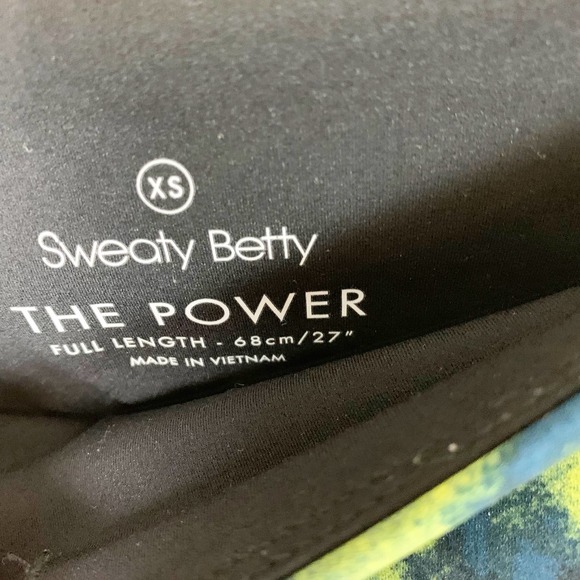 XS
Sweaty Betty
THE POWER
FULL LENGTH - 68cm/27"
MADE IN VIETNAM